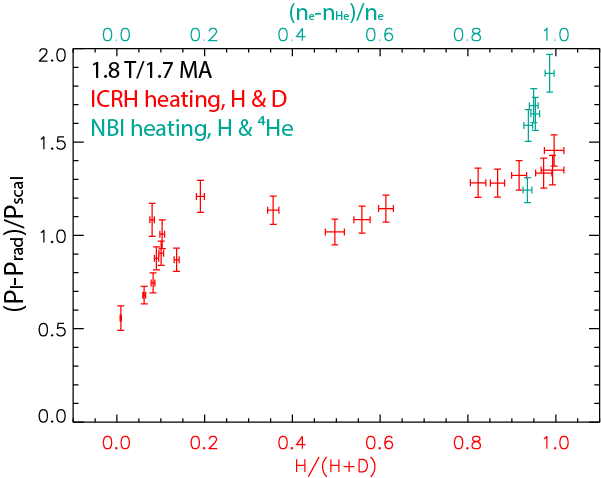 (ne-nHe)/ne
0.0 0.2 0.4 0.6 0.8 1.0
2.0
1.8 T/1.7 MA
ICRH heating, H & D
NBI heating, H & ⁴He
1.5
1.0
0.5
0.0
(Pl-Prad)/Pscal
0.0 0.2 0.4 0.6 0.8 1.0
H/(H+D)